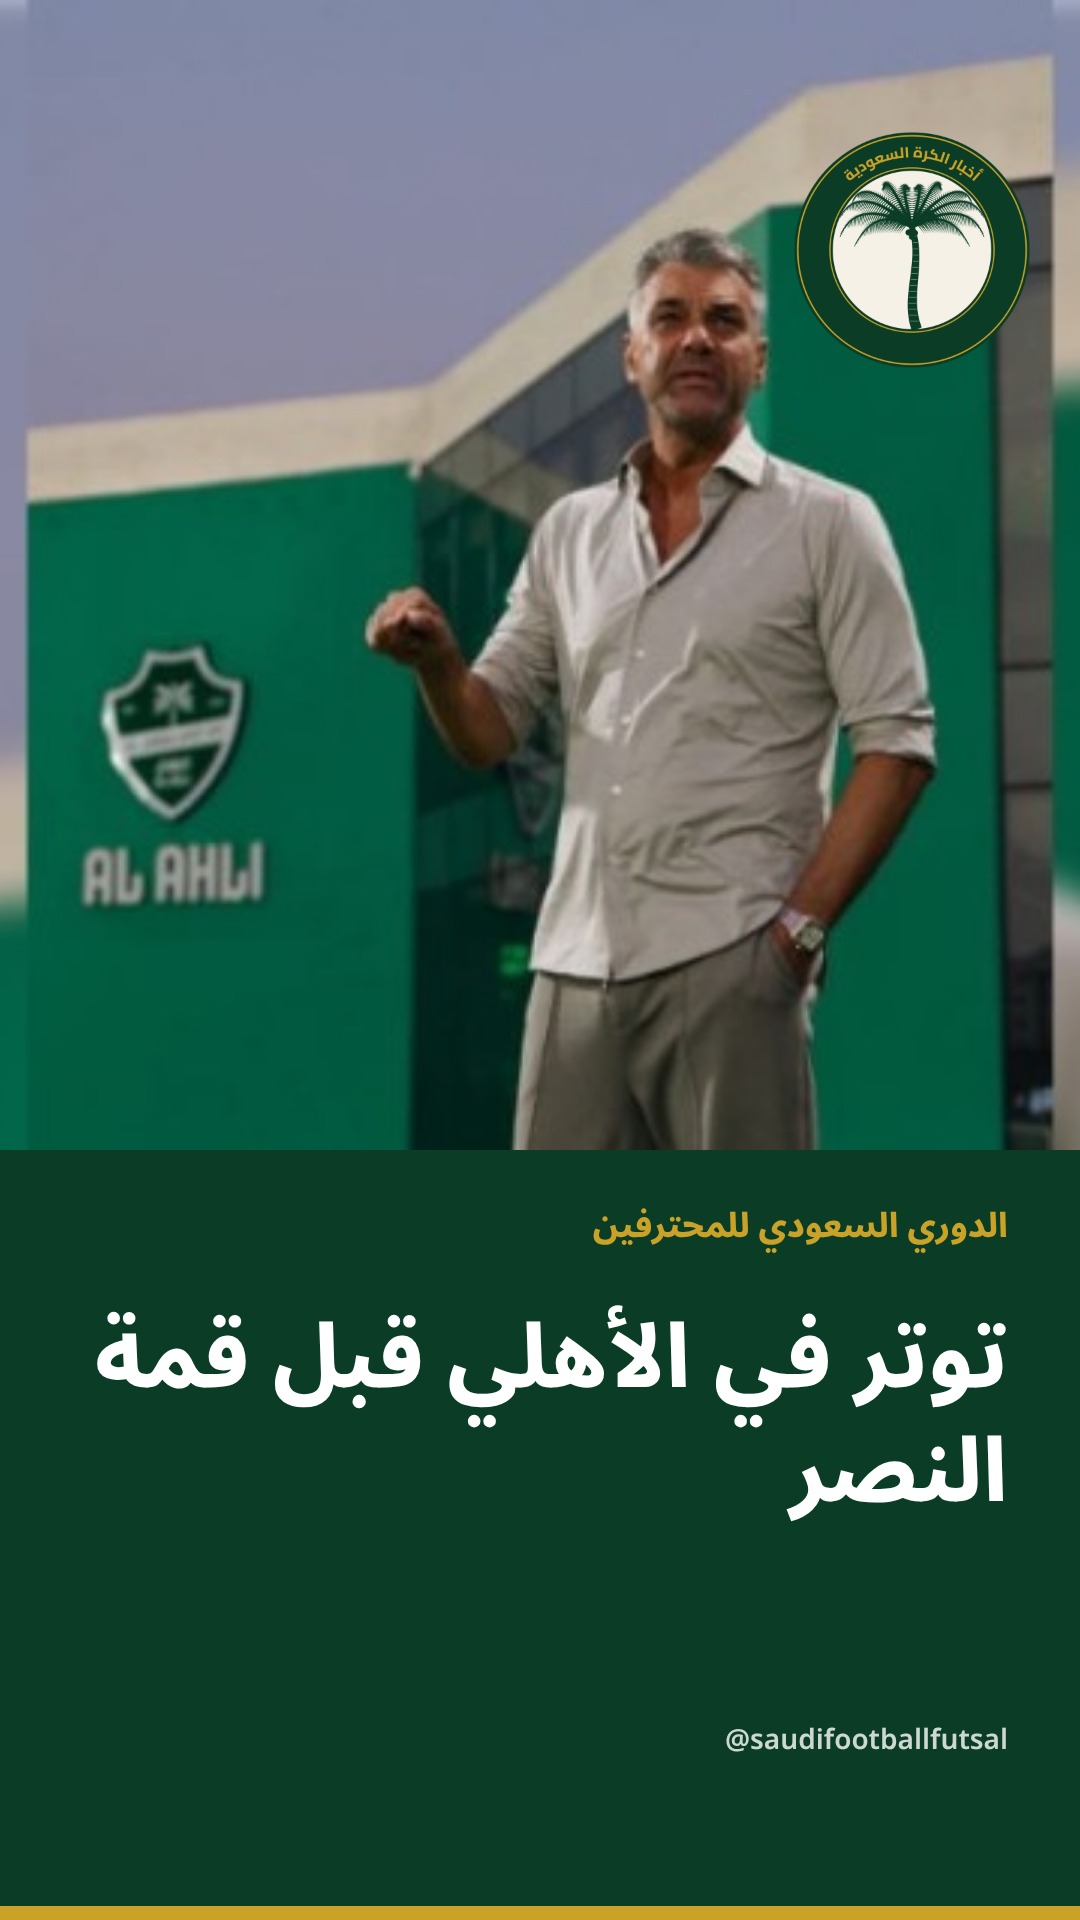 أخبار الكرة السعودية
AL AHLI
الدوري السعودي للمحترفين
توتر في الأهلي قبل قمة
النصر
@saudifootballfutsal